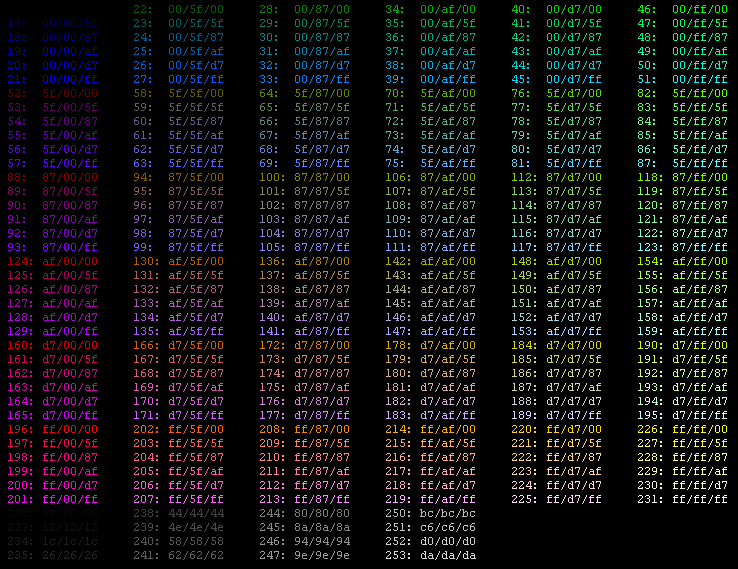 22: 00/5f/00 28: 00/87/00 34: 00/af/00 40: 00/d7/00 46: 00/ff/00
17: 00/00/5f 23: 00/5f/5f 29: 00/87/5f 35: 00/af/5f 41: 00/d7/5f 47: 00/ff/5f
18: 00/00/87 24: 00/5f/87 30: 00/87/87 36: 00/af/87 42: 00/d7/87 48: 00/ff/87
19: 00/00/af 25: 00/5f/af 31: 00/87/af 37: 00/af/af 43: 00/d7/af 49: 00/ff/af
20: 00/00/d7 26: 00/5f/d7 32: 00/87/d7 38: 00/af/d7 44: 00/d7/d7 50: 00/ff/d7
21: 00/00/ff 27: 00/5f/ff 33: 00/87/ff 39: 00/af/ff 45: 00/d7/ff 51: 00/ff/ff
52: 5f/00/00 58: 5f/5f/00 64: 5f/87/00 70: 5f/af/00 76: 5f/d7/00 82: 5f/ff/00
53: 5f/00/5f 59: 5f/5f/5f 65: 5f/87/5f 71: 5f/af/5f 77: 5f/d7/5f 83: 5f/ff/5f
54: 5f/00/87 60: 5f/5f/87 66: 5f/87/87 72: 5f/af/87 78: 5f/d7/87 84: 5f/ff/87
55: 5f/00/af 61: 5f/5f/af 67: 5f/87/af 73: 5f/af/af 79: 5f/d7/af 85: 5f/ff/af
56: 5f/00/d7 62: 5f/5f/d7 68: 5f/87/d7 74: 5f/af/d7 80: 5f/d7/d7 86: 5f/ff/d7
57: 5f/00/ff 63: 5f/5f/ff 69: 5f/87/ff 75: 5f/af/ff 81: 5f/d7/ff 87: 5f/ff/ff
88: 87/00/00 94: 87/5f/00 100: 87/87/00 106: 87/af/00 112: 87/d7/00 118: 87/ff/00
89: 87/00/5f 95: 87/5f/5f 101: 87/87/5f 107: 87/af/5f 113: 87/d7/5f 119: 87/ff/5f
90: 87/00/87 96: 87/5f/87 102: 87/87/87 108: 87/af/87 114: 87/d7/87 120: 87/ff/87
91: 87/00/af 97: 87/5f/af 103: 87/87/af 109: 87/af/af 115: 87/d7/af 121: 87/ff/af
92: 87/00/d7 98: 87/5f/d7 104: 87/87/d7 110: 87/af/d7 116: 87/d7/d7 122: 87/ff/d7
93: 87/00/ff 99: 87/5f/ff 105: 87/87/ff 111: 87/af/ff 117: 87/d7/ff 123: 87/ff/ff
124: af/00/00 130: af/5f/00 136: af/87/00 142: af/af/00 148: af/d7/00 154: af/ff/00
125: af/00/5f 131: af/5f/5f 137: af/87/5f 143: af/af/5f 149: af/d7/5f 155: af/ff/5f
126: af/00/87 132: af/5f/87 138: af/87/87 144: af/af/87 150: af/d7/87 156: af/ff/87
127: af/00/af 133: af/5f/af 139: af/87/af 145: af/af/af 151: af/d7/af 157: af/ff/af
128: af/00/d7 134: af/5f/d7 140: af/87/d7 146: af/af/d7 152: af/d7/d7 158: af/ff/d7
129: af/00/ff 135: af/5f/ff 141: af/87/ff 147: af/af/ff 153: af/d7/ff 159: af/ff/ff
160: d7/00/00 166: d7/5f/00 172: d7/87/00 178: d7/af/00 184: d7/d7/00 190: d7/ff/00
161: d7/00/5f 167: d7/5f/5f 173: d7/87/5f 179: d7/af/5f 185: d7/d7/5f 191: d7/ff/5f
162: d7/00/87 168: d7/5f/87 174: d7/87/87 180: d7/af/87 186: d7/d7/87 192: d7/ff/87
163: d7/00/af 169: d7/5f/af 175: d7/87/af 181: d7/af/af 187: d7/d7/af 193: d7/ff/af
164: d7/00/d7 170: d7/5f/d7 176: d7/87/d7 182: d7/af/d7 188: d7/d7/d7 194: d7/ff/d7
165: d7/00/ff 171: d7/5f/ff 177: d7/87/ff 183: d7/af/ff 189: d7/d7/ff 195: d7/ff/ff
196: ff/00/00 202: ff/5f/00 208: ff/87/00 214: ff/af/00 220: ff/d7/00 226: ff/ff/00
197: ff/00/5f 203: ff/5f/5f 209: ff/87/5f 215: ff/af/5f 221: ff/d7/5f 227: ff/ff/5f
198: ff/00/87 204: ff/5f/87 210: ff/87/87 216: ff/af/87 222: ff/d7/87 228: ff/ff/87
199: ff/00/af 205: ff/5f/af 211: ff/87/af 217: ff/af/af 223: ff/d7/af 229: ff/ff/af
200: ff/00/d7 206: ff/5f/d7 212: ff/87/d7 218: ff/af/d7 224: ff/d7/d7 230: ff/ff/d7
201: ff/00/ff 207: ff/5f/ff 213: ff/87/ff 219: ff/af/ff 225: ff/d7/ff 231: ff/ff/ff
238: 44/44/44 244: 80/80/80 250: bc/bc/bc
233: 12/12/12 239: 4e/4e/4e 245: 8a/8a/8a 251: c6/c6/c6
234: 1c/1c/1c 240: 58/58/58 246: 94/94/94 252: d0/d0/d0
235: 26/26/26 241: 62/62/62 247: 9e/9e/9e 253: da/da/da